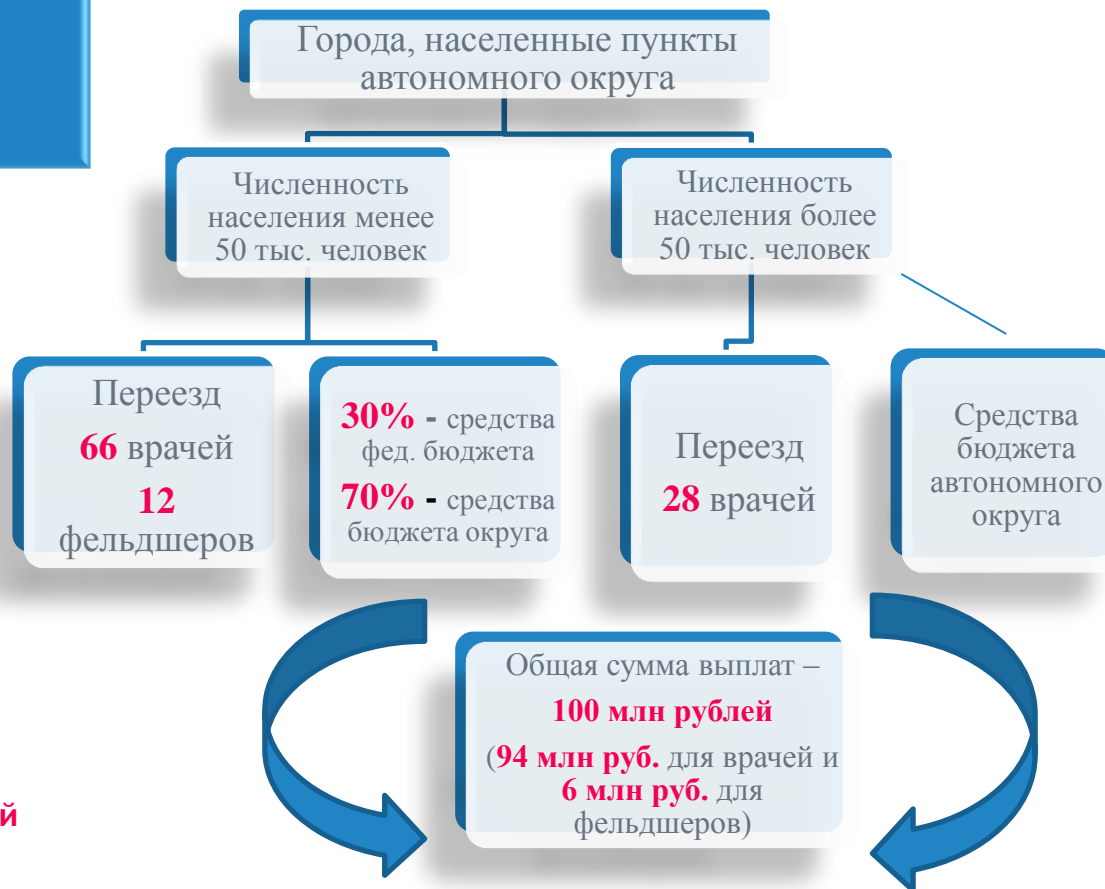 Города, населенные пункты
автономного округа
Численность
населения менее
50 тыс. человек
Численность
населения более
50 тыс. человек
Переезд
66 врачей
12
фельдшеров
30% - средства
фед. бюджета
70% - средства
бюджета округа
Переезд
28 врачей
Средства
бюджета
автономного
округа
Общая сумма выплат –
100 млн рублей
(94 млн руб. для врачей и
6 млн руб. для
фельдшеров)
й